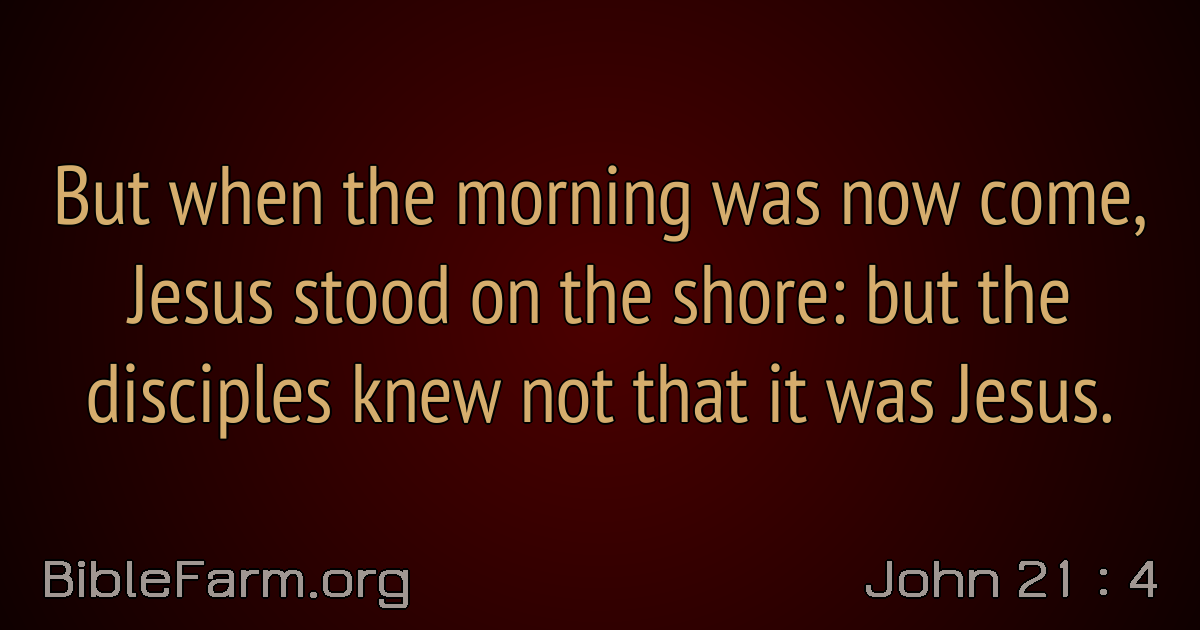 But when the morning was now come,
Jesus stood on the shore: but the
disciples knew not that it was Jesus.
BibleFarm.org
John 21 : 4